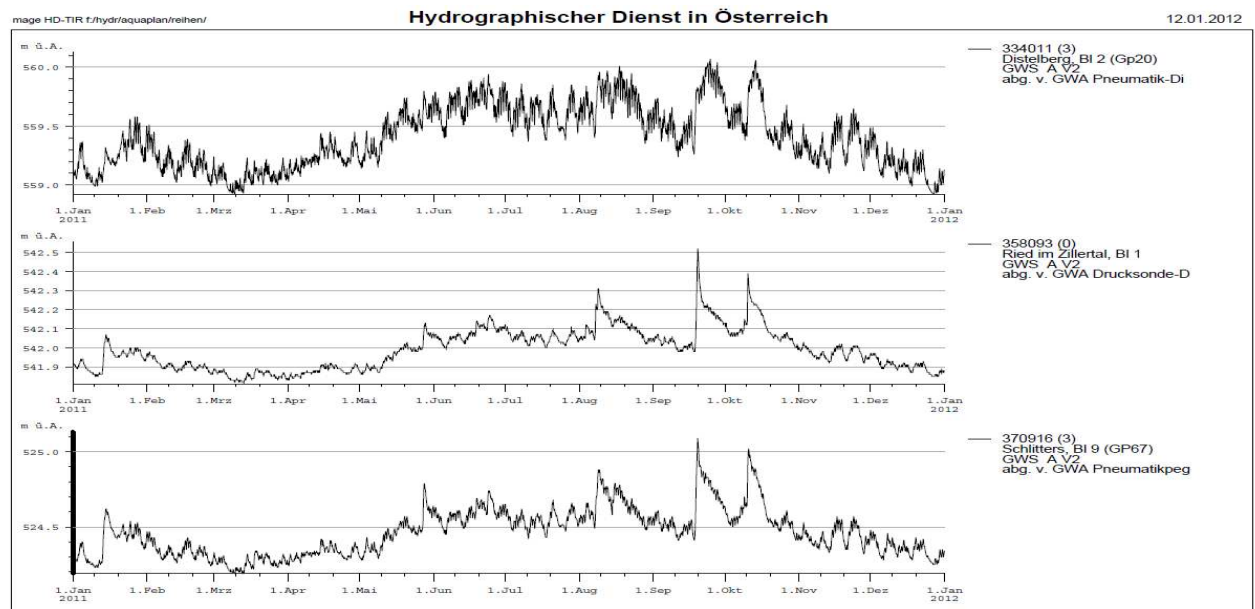 mage HD-TIR f:/hydr/aquaplan/reihen/ Hydrographischer Dienst in Österreich 12.01.2012
m ü.A.
560.0
559.5
559.0
1.Jan 1.Feb 1.Mrz 1.Apr 1.Mai 1.Jun 1.Jul 1.Aug 1.Sep 1.Okt 1.Nov 1.Dez 1.Jan
2011 2012
334011 (3)
Distelberg, Bl 2 (Gp20)
GWS A V2
abg. v. GWA Pneumatik-Di
m ü.A.
542.5
542.4
542.3
542.2
542.1
542.0
541.9
1.Jan 1.Feb 1.Mrz 1.Apr 1.Mai 1.Jun 1.Jul 1.Aug 1.Sep 1.Okt 1.Nov 1.Dez 1.Jan
2011 2012
358093 (0)
Ried im Zillertal, Bl 1
GWS A V2
abg. v. GWA Drucksonde-D
m ü.A.
525.0
524.5
1.Jan 1.Feb 1.Mrz 1.Apr 1.Mai 1.Jun 1.Jul 1.Aug 1.Sep 1.Okt 1.Nov 1.Dez 1.Jan
2011 2012
370916 (3)
Schlitters, Bl 9 (GP67)
GWS A V2
abg. v. GWA Pneumatikpeg